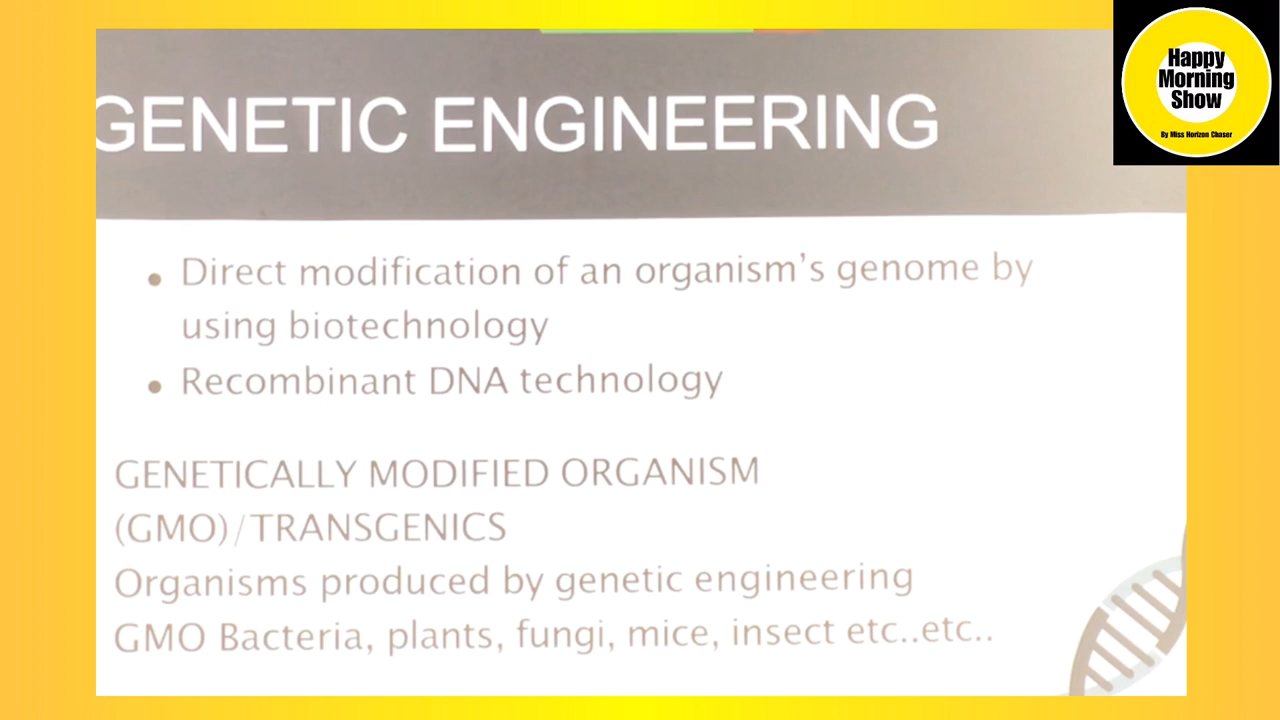 Happy
Morning
Show
By Miss Horizon Chaser
GENETIC ENGINEERING
• Direct modification of an organism's genome by
using biotechnology
• Recombinant DNA technology
GENETICALLY MODIFIED ORGANISM
(GMO)/TRANSGENICS
Organisms produced by genetic engineering
GMO Bacteria, plants, fungi, mice, insect etc..etc..